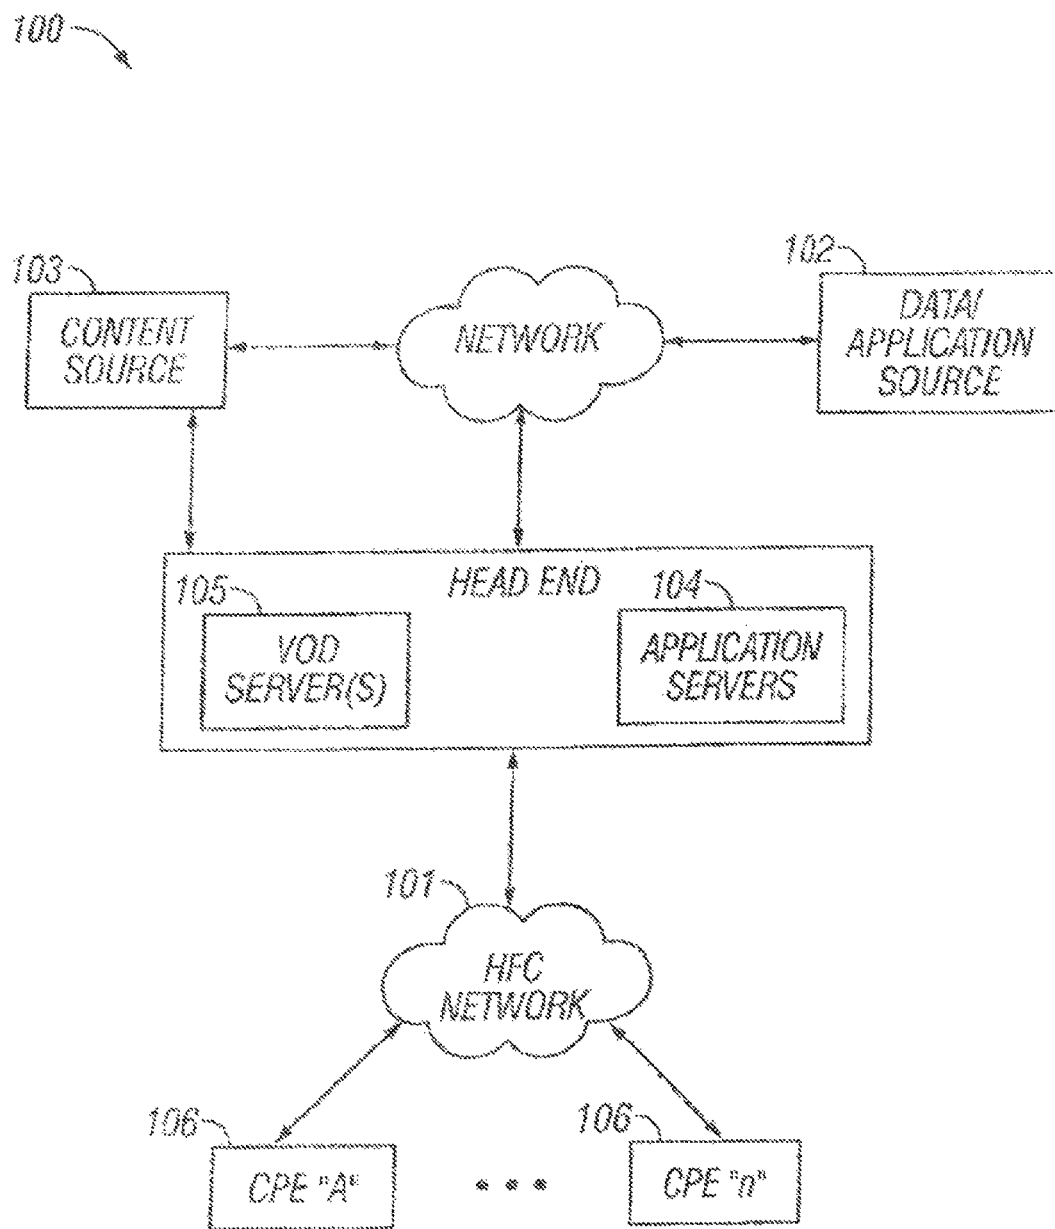 100
103
CONTENT
SOURCE
NETWORK
102
DATA/
APPLICATION
SOURCE
HEAD END
105
VOD
SERVER(S)
104
APPLICATION
SERVERS
101
HFC
NETWORK
106
CPE "A"
• • •
106
CPE "n"